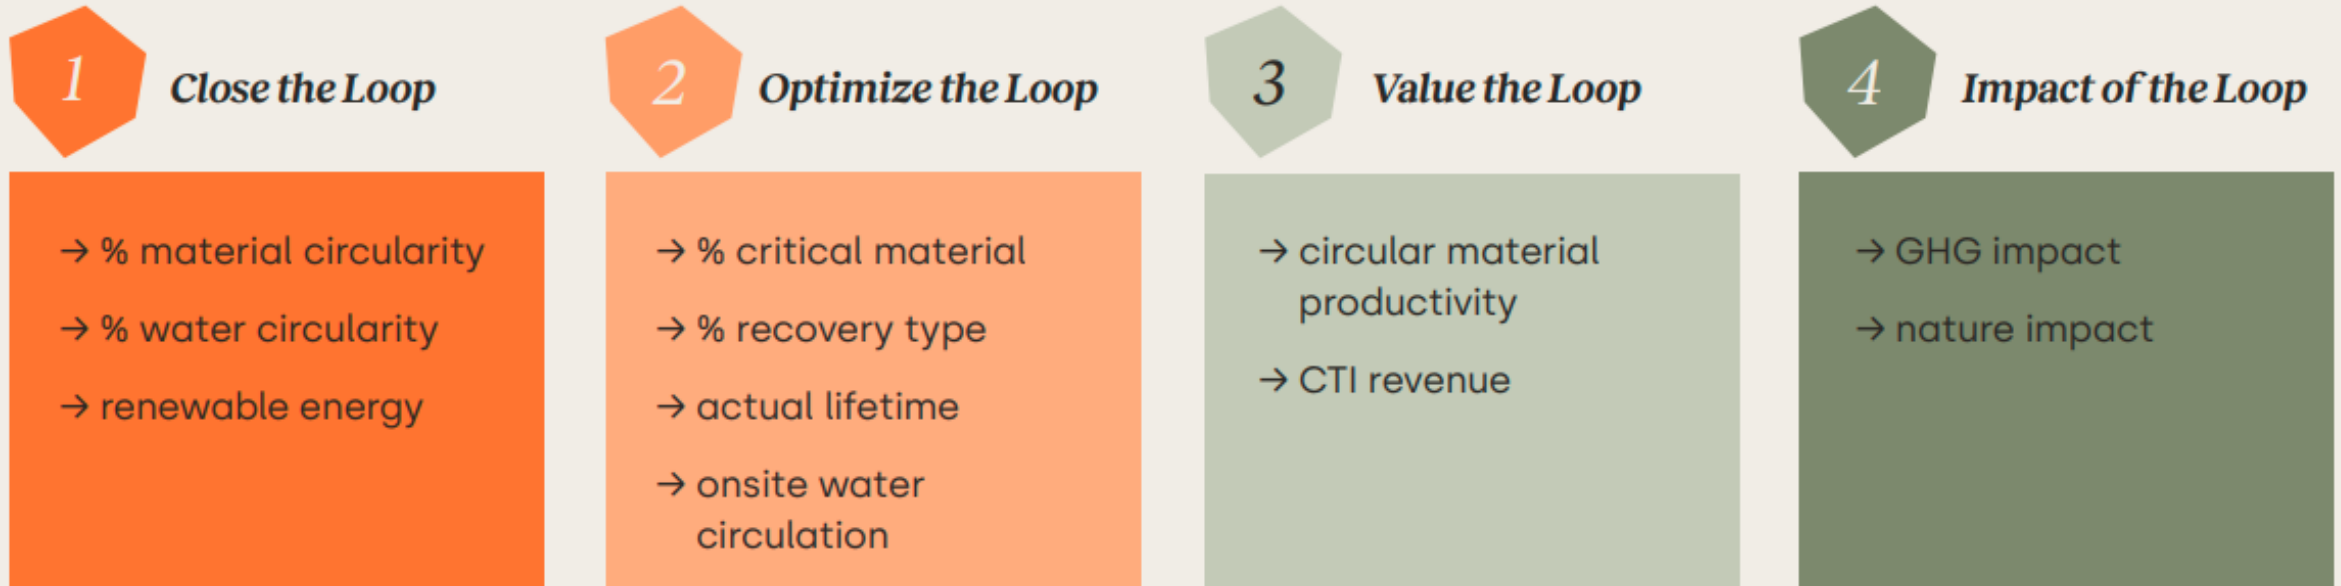 1 Close the Loop
→ % material circularity
→ % water circularity
→ renewable energy
2 Optimize the Loop
→ % critical material
→ % recovery type
→ actual lifetime
→ onsite water
circulation
3 Value the Loop
→ circular material
productivity
→ CTI revenue
4 Impact of the Loop
→ GHG impact
→ nature impact